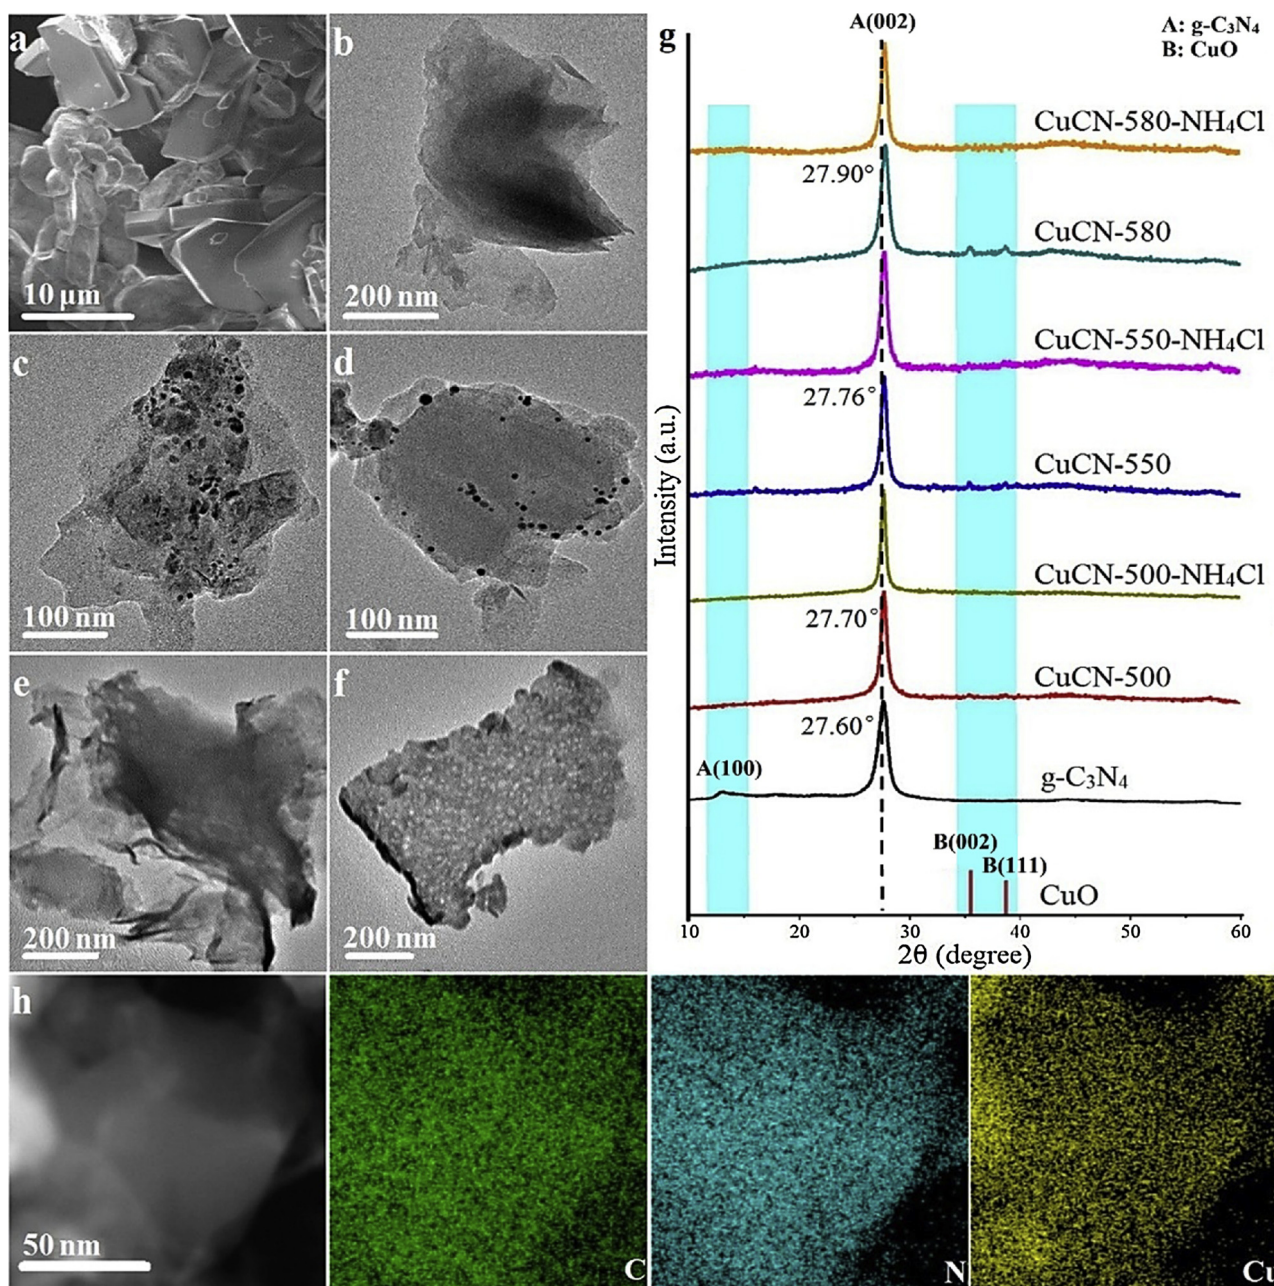 a
10 μm
b
200 nm
c
100 nm
d
100 nm
e
200 nm
f
200 nm
g
A(002)
A: g-C₃N₄
B: CuO
CuCN-580-NH₄Cl
27.90°
CuCN-580
CuCN-550-NH₄Cl
27.76°
CuCN-550
CuCN-500-NH₄Cl
27.70°
CuCN-500
27.60°
A(100)
g-C₃N₄
B(002)
B(111)
CuO
Intensity (a.u.)
10 20 30 40 50 60
2θ (degree)
h
50 nm
C
N
Cu